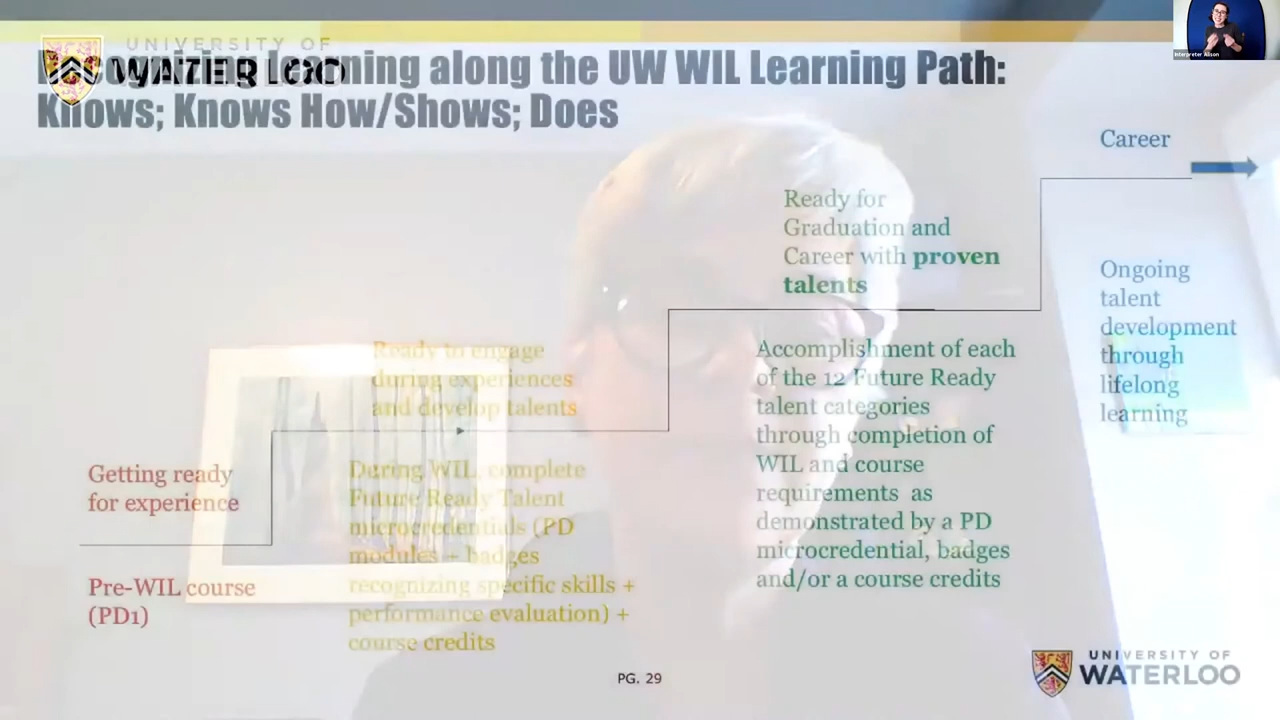 UNIVERSITY OF
WATERLOO
Learning along the UW WIL Learning Path:
Knows; Knows How/Shows; Does
Interpreter Alison
Career
Ready for
Graduation and
Career with proven
talents
Ongoing
talent
development
through
lifelong
learning
Ready to engage
during experiences
and develop talents
Accomplishment of each
of the 12 Future Ready
talent categories
through completion of
WIL and course
requirements as
demonstrated by a PD
microcredential, badges
and/or a course credits
Getting ready
for experience
During WIL, complete
Future Ready Talent
microcredentials (PD
modules + badges
recognizing specific skills +
performance evaluation) +
course credits
Pre-WIL course
(PD1)
PG. 29
UNIVERSITY OF
WATERLOO